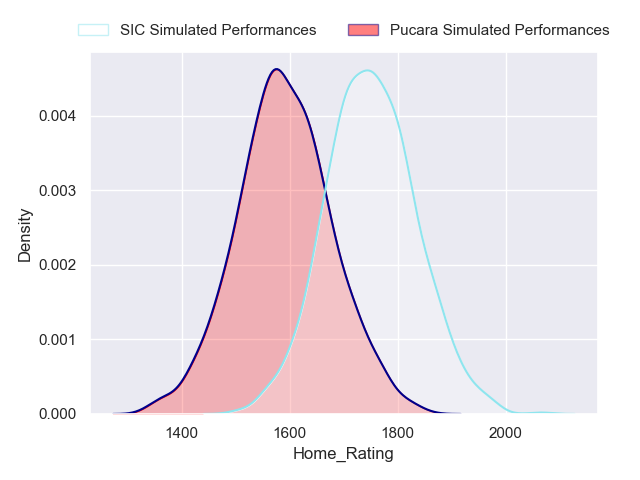 SIC Simulated Performances Pucara Simulated Performances
0.004
0.003
0.002
0.001
0.000
Density
1400 1600 1800 2000
Home_Rating